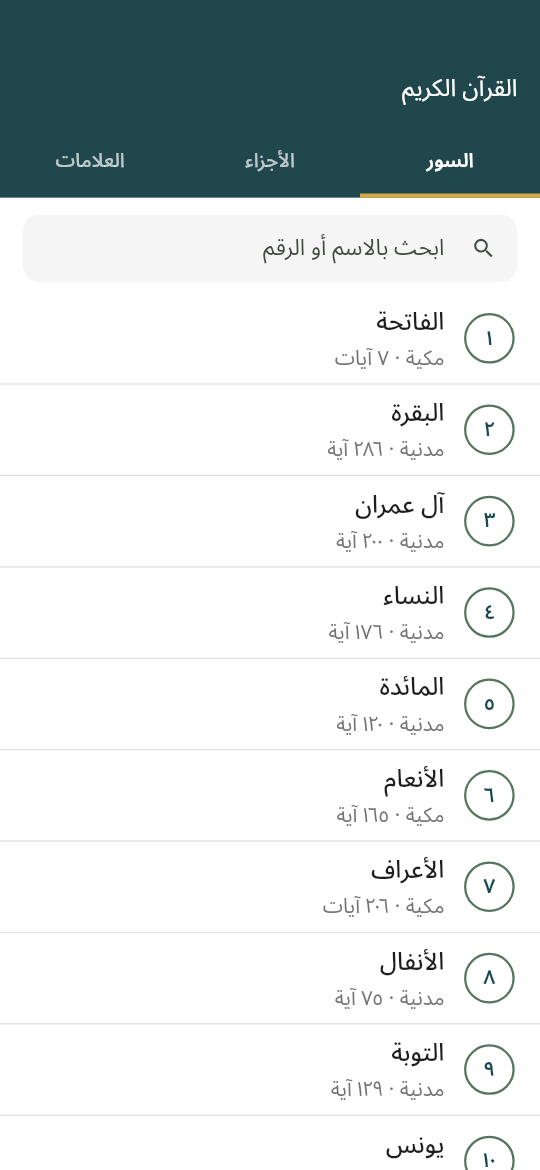 القرآن الكريم
السور
الأجزاء
العلامات
ابحث بالاسم أو الرقم
١
الفاتحة
مكية · ٧ آيات
٢
البقرة
مدنية · ٢٨٦ آية
٣
آل عمران
مدنية · ٢٠٠ آية
٤
النساء
مدنية · ١٧٦ آية
٥
المائدة
مدنية · ١٢٠ آية
٦
الأنعام
مكية · ١٦٥ آية
٧
الأعراف
مكية · ٢٠٦ آيات
٨
الأنفال
مدنية · ٧٥ آية
٩
التوبة
مدنية · ١٢٩ آية
١٠
يونس